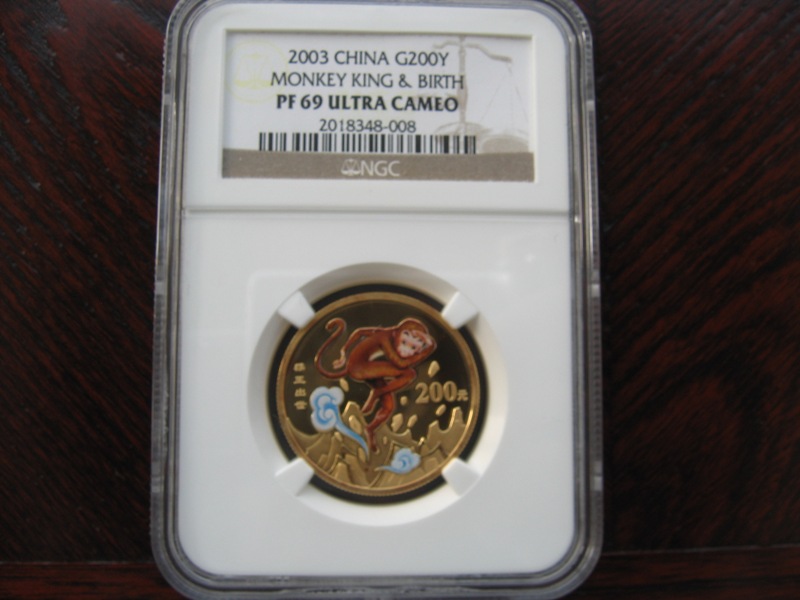 2003 CHINA G200Y
MONKEY KING & BIRTH
PF 69 ULTRA CAMEO
2018348-008
NGC
200元